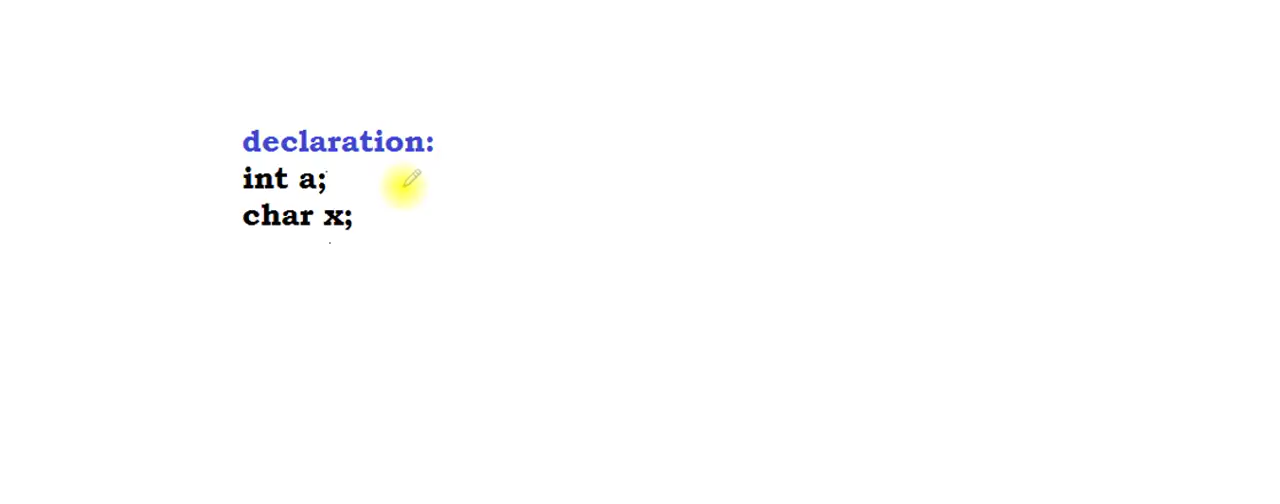 declaration:
int a;
char x;